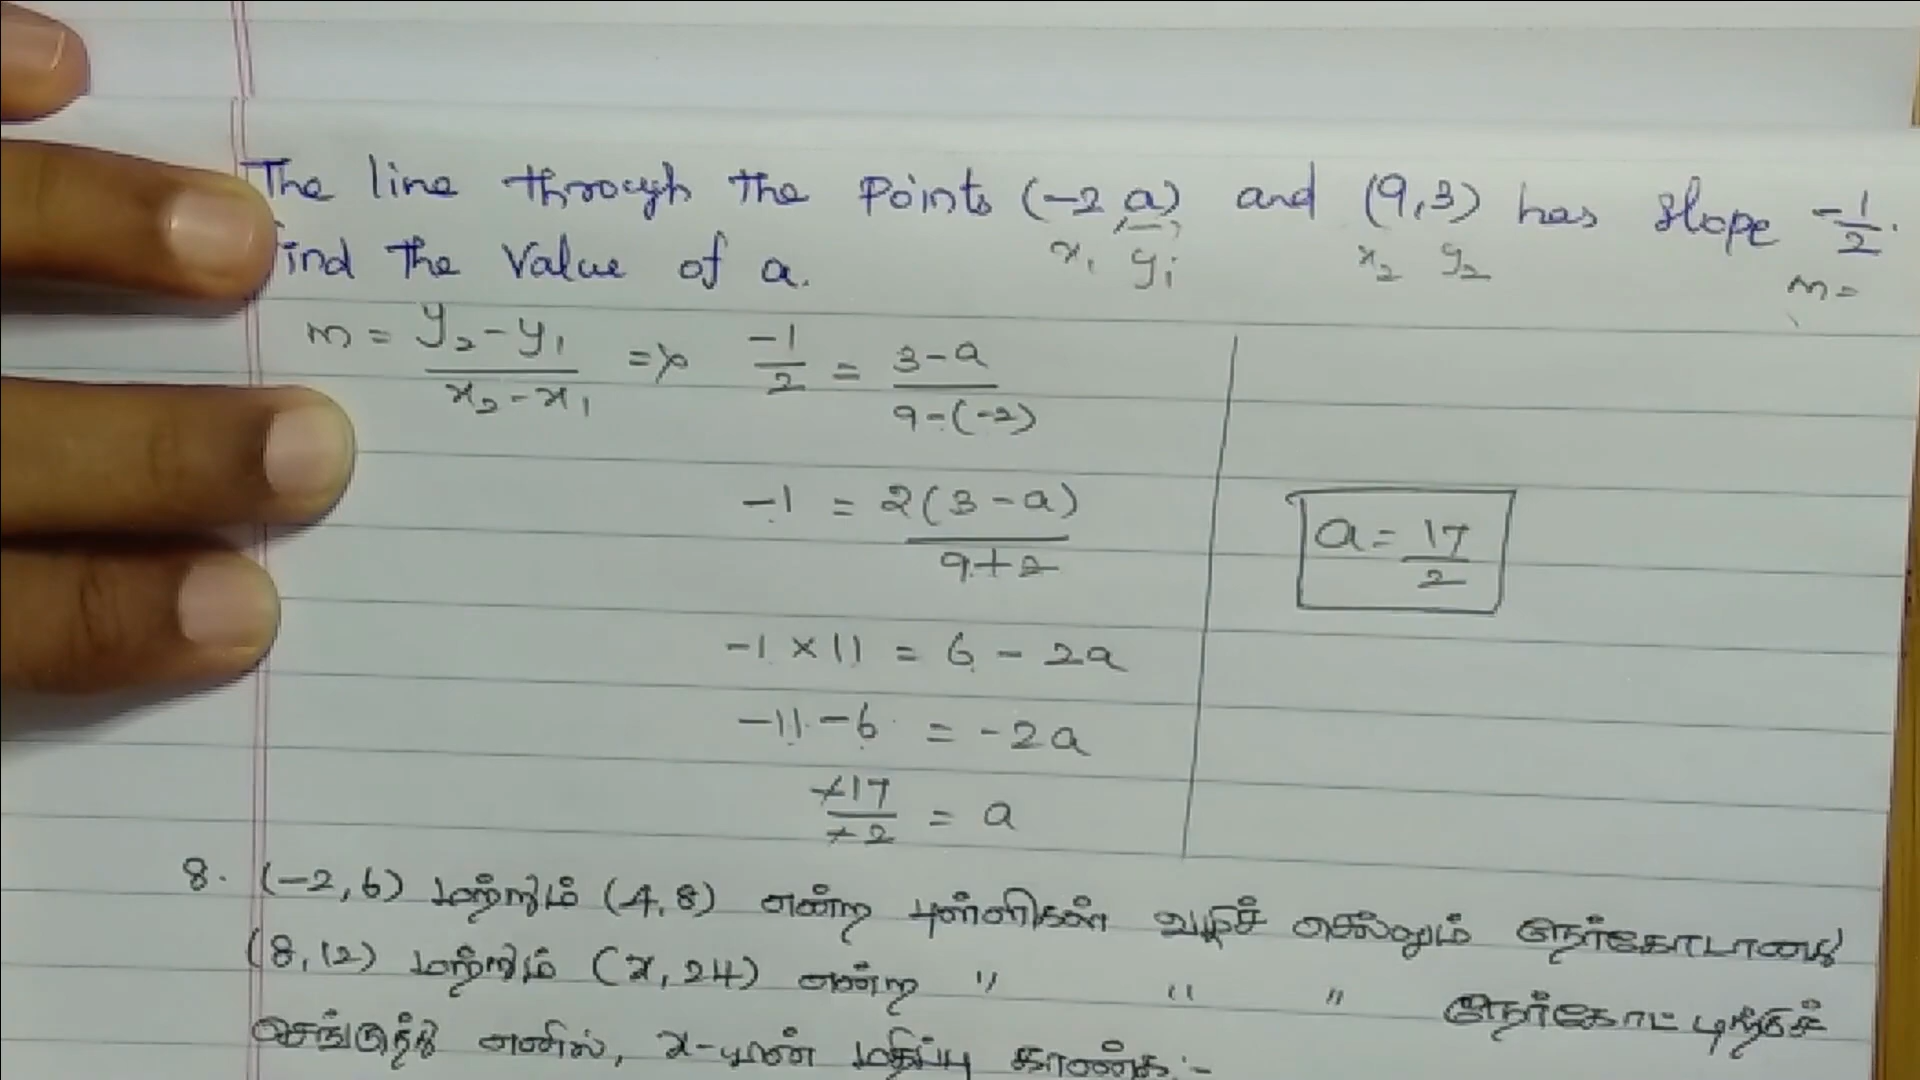 The line through the Points (-2, a) and (9,3) has slope -1/2.
find the value of a.
x₁ y₁ x₂ y₂ m=
m = y₂-y₁/x₂-x₁ => -1/2 = 3-a/9-(-2)
-1 = 2(3-a)/9+2
a = 17/2
-1 × 11 = 6 - 2a
-11-6 = -2a
-17/-2 = a
8. (-2,6) மற்றும் (4,8) என்ற புள்ளிகள் வழிச் செல்லும் நேர்கோடானது
(8,12) மற்றும் (x,24) என்ற " " " நேர்கோட்டிற்குச்
செங்குத்து எனில், x-யின் மதிப்பு காண்க:-